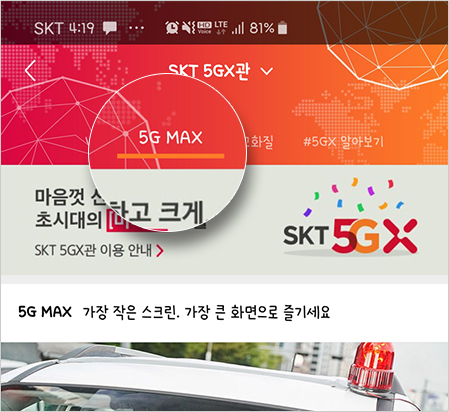 SKT 4:19 ... HD Voice LTE 81%
SKT 5GX관
5G MAX
화질 #5GX 알아보기
마음껏
초시대의 하고 크게
SKT 5GX관 이용 안내 >
SKT 5GX
5G MAX 가장 작은 스크린. 가장 큰 화면으로 즐기세요